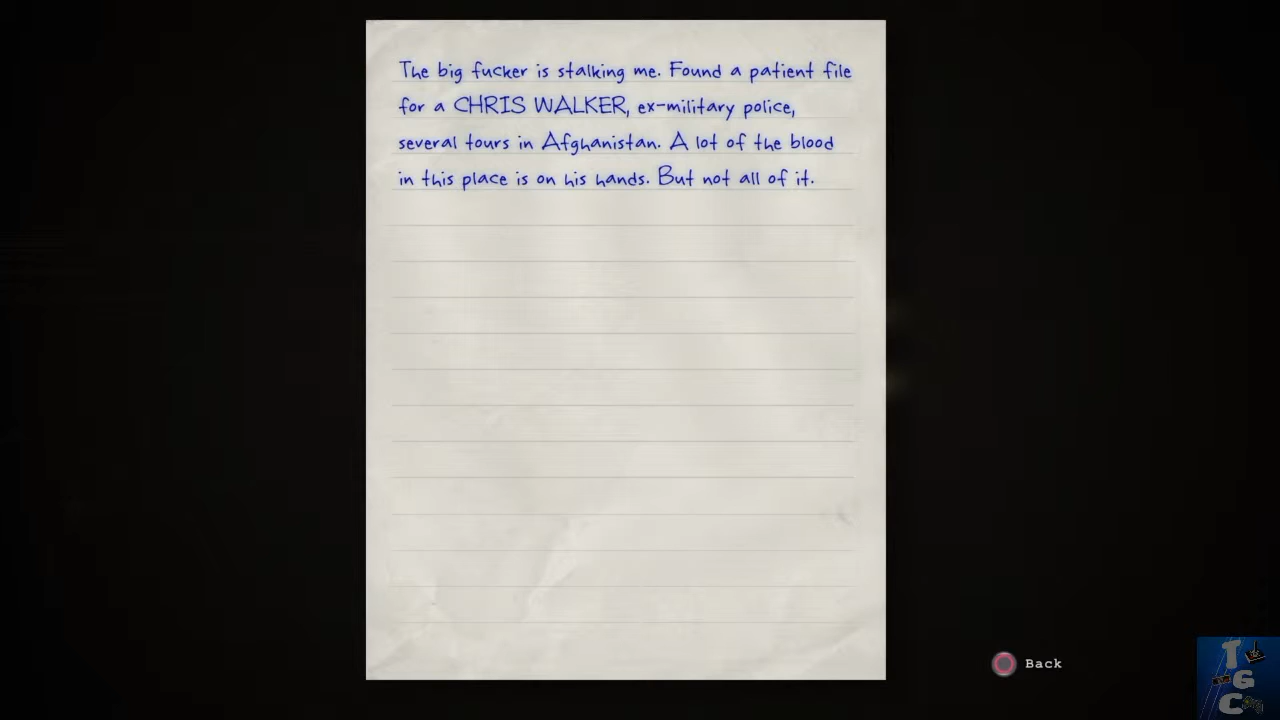 The big fucker is stalking me. Found a patient file
for a CHRIS WALKER, ex-military police,
several tours in Afghanistan. A lot of the blood
in this place is on his hands. But not all of it.
Back
I
G
C